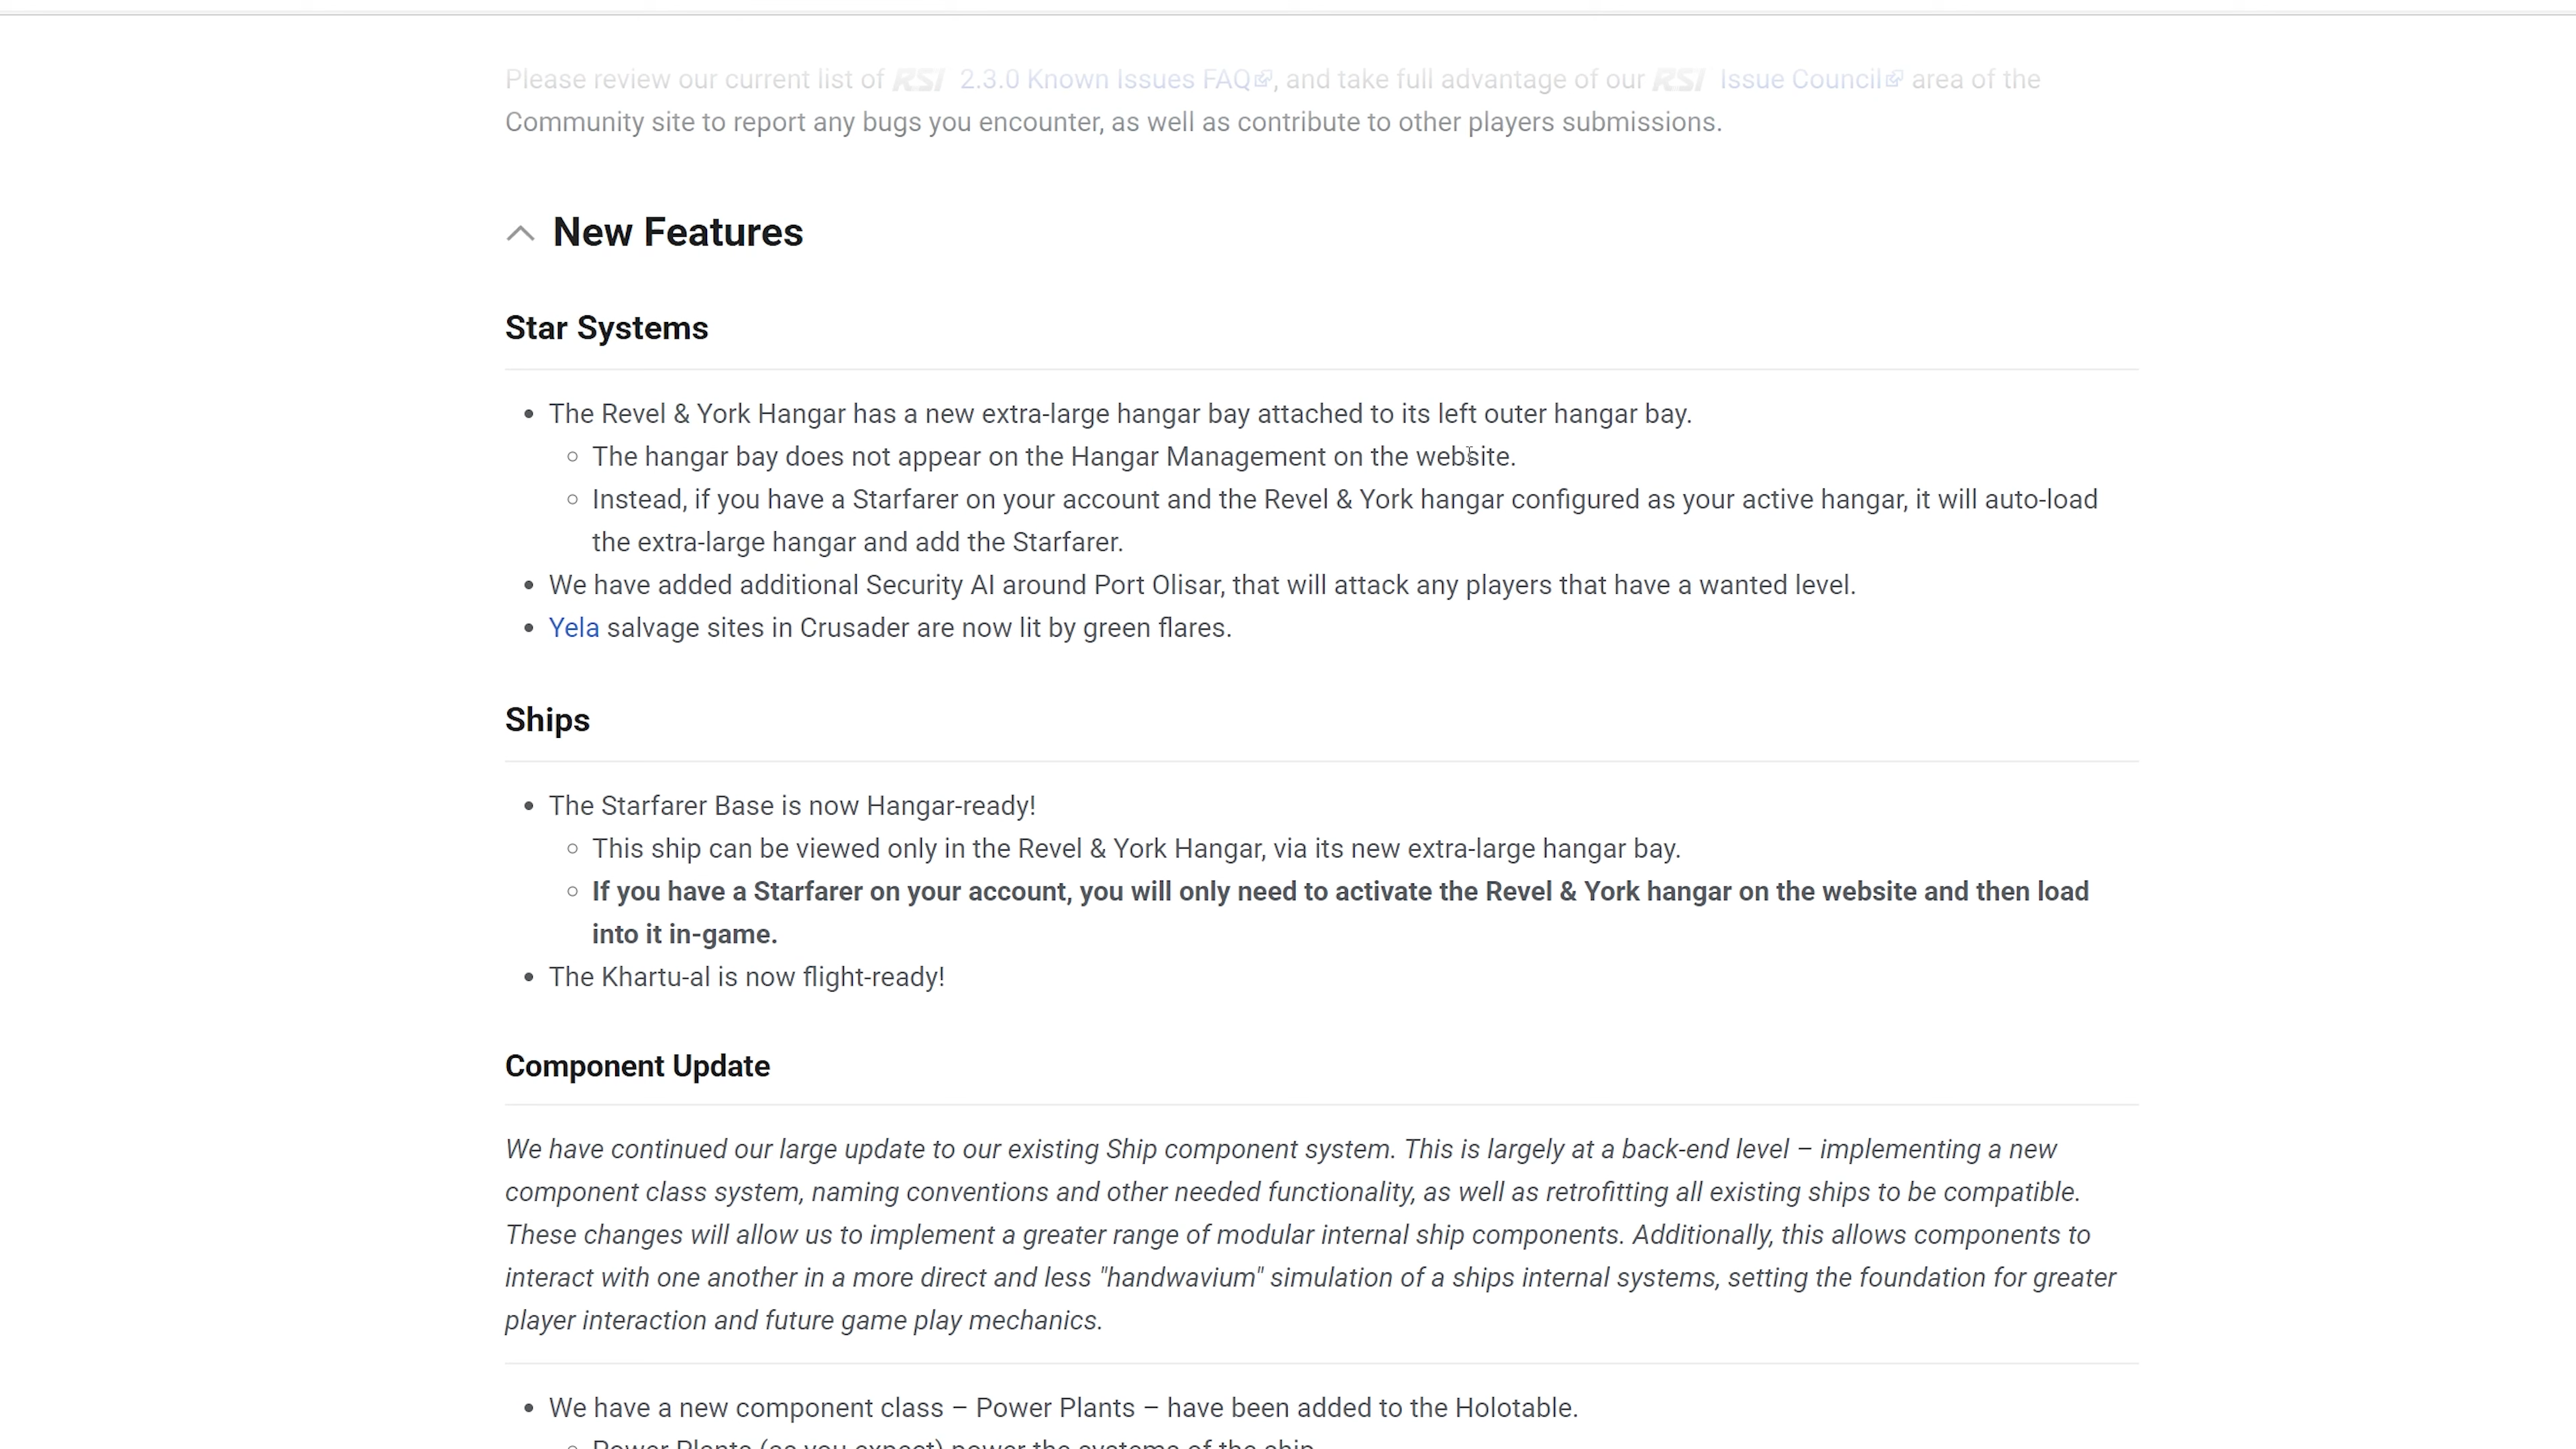 Please review our current list of RSI 2.3.0 Known Issues FAQ, and take full advantage of our RSI Issue Council area of the
Community site to report any bugs you encounter, as well as contribute to other players submissions.
New Features
Star Systems
The Revel & York Hangar has a new extra-large hangar bay attached to its left outer hangar bay.
The hangar bay does not appear on the Hangar Management on the website.
Instead, if you have a Starfarer on your account and the Revel & York hangar configured as your active hangar, it will auto-load
the extra-large hangar and add the Starfarer.
We have added additional Security AI around Port Olisar, that will attack any players that have a wanted level.
Yela salvage sites in Crusader are now lit by green flares.
Ships
The Starfarer Base is now Hangar-ready!
This ship can be viewed only in the Revel & York Hangar, via its new extra-large hangar bay.
If you have a Starfarer on your account, you will only need to activate the Revel & York hangar on the website and then load
into it in-game.
The Khartu-al is now flight-ready!
Component Update
We have continued our large update to our existing Ship component system. This is largely at a back-end level – implementing a new
component class system, naming conventions and other needed functionality, as well as retrofitting all existing ships to be compatible.
These changes will allow us to implement a greater range of modular internal ship components. Additionally, this allows components to
interact with one another in a more direct and less "handwavium" simulation of a ships internal systems, setting the foundation for greater
player interaction and future game play mechanics.
We have a new component class – Power Plants – have been added to the Holotable.
Power Plants (as you expect) power the systems of the ship.